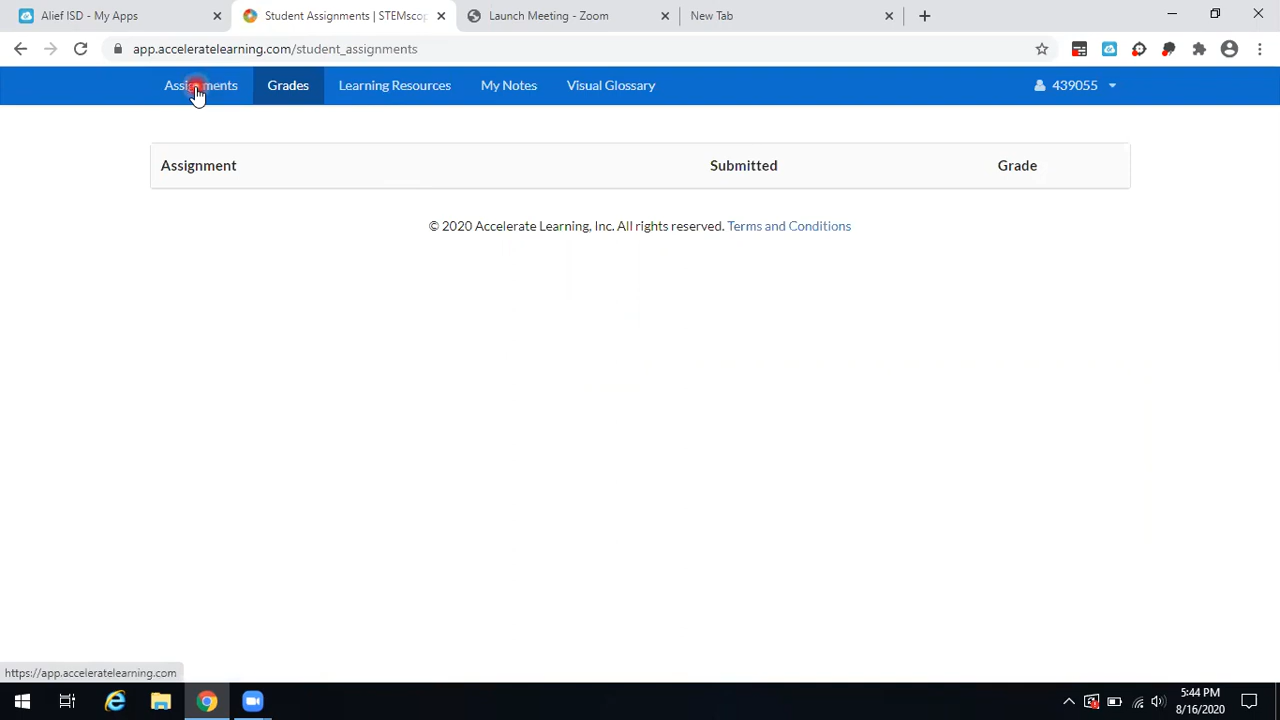 Alief ISD - My Apps
Student Assignments | STEMscop
Launch Meeting - Zoom
New Tab
app.acceleratelearning.com/student_assignments
Assignments
Grades
Learning Resources
My Notes
Visual Glossary
439055
Assignment
Submitted
Grade
© 2020 Accelerate Learning, Inc. All rights reserved. Terms and Conditions
https://app.acceleratelearning.com
5:44 PM
8/16/2020